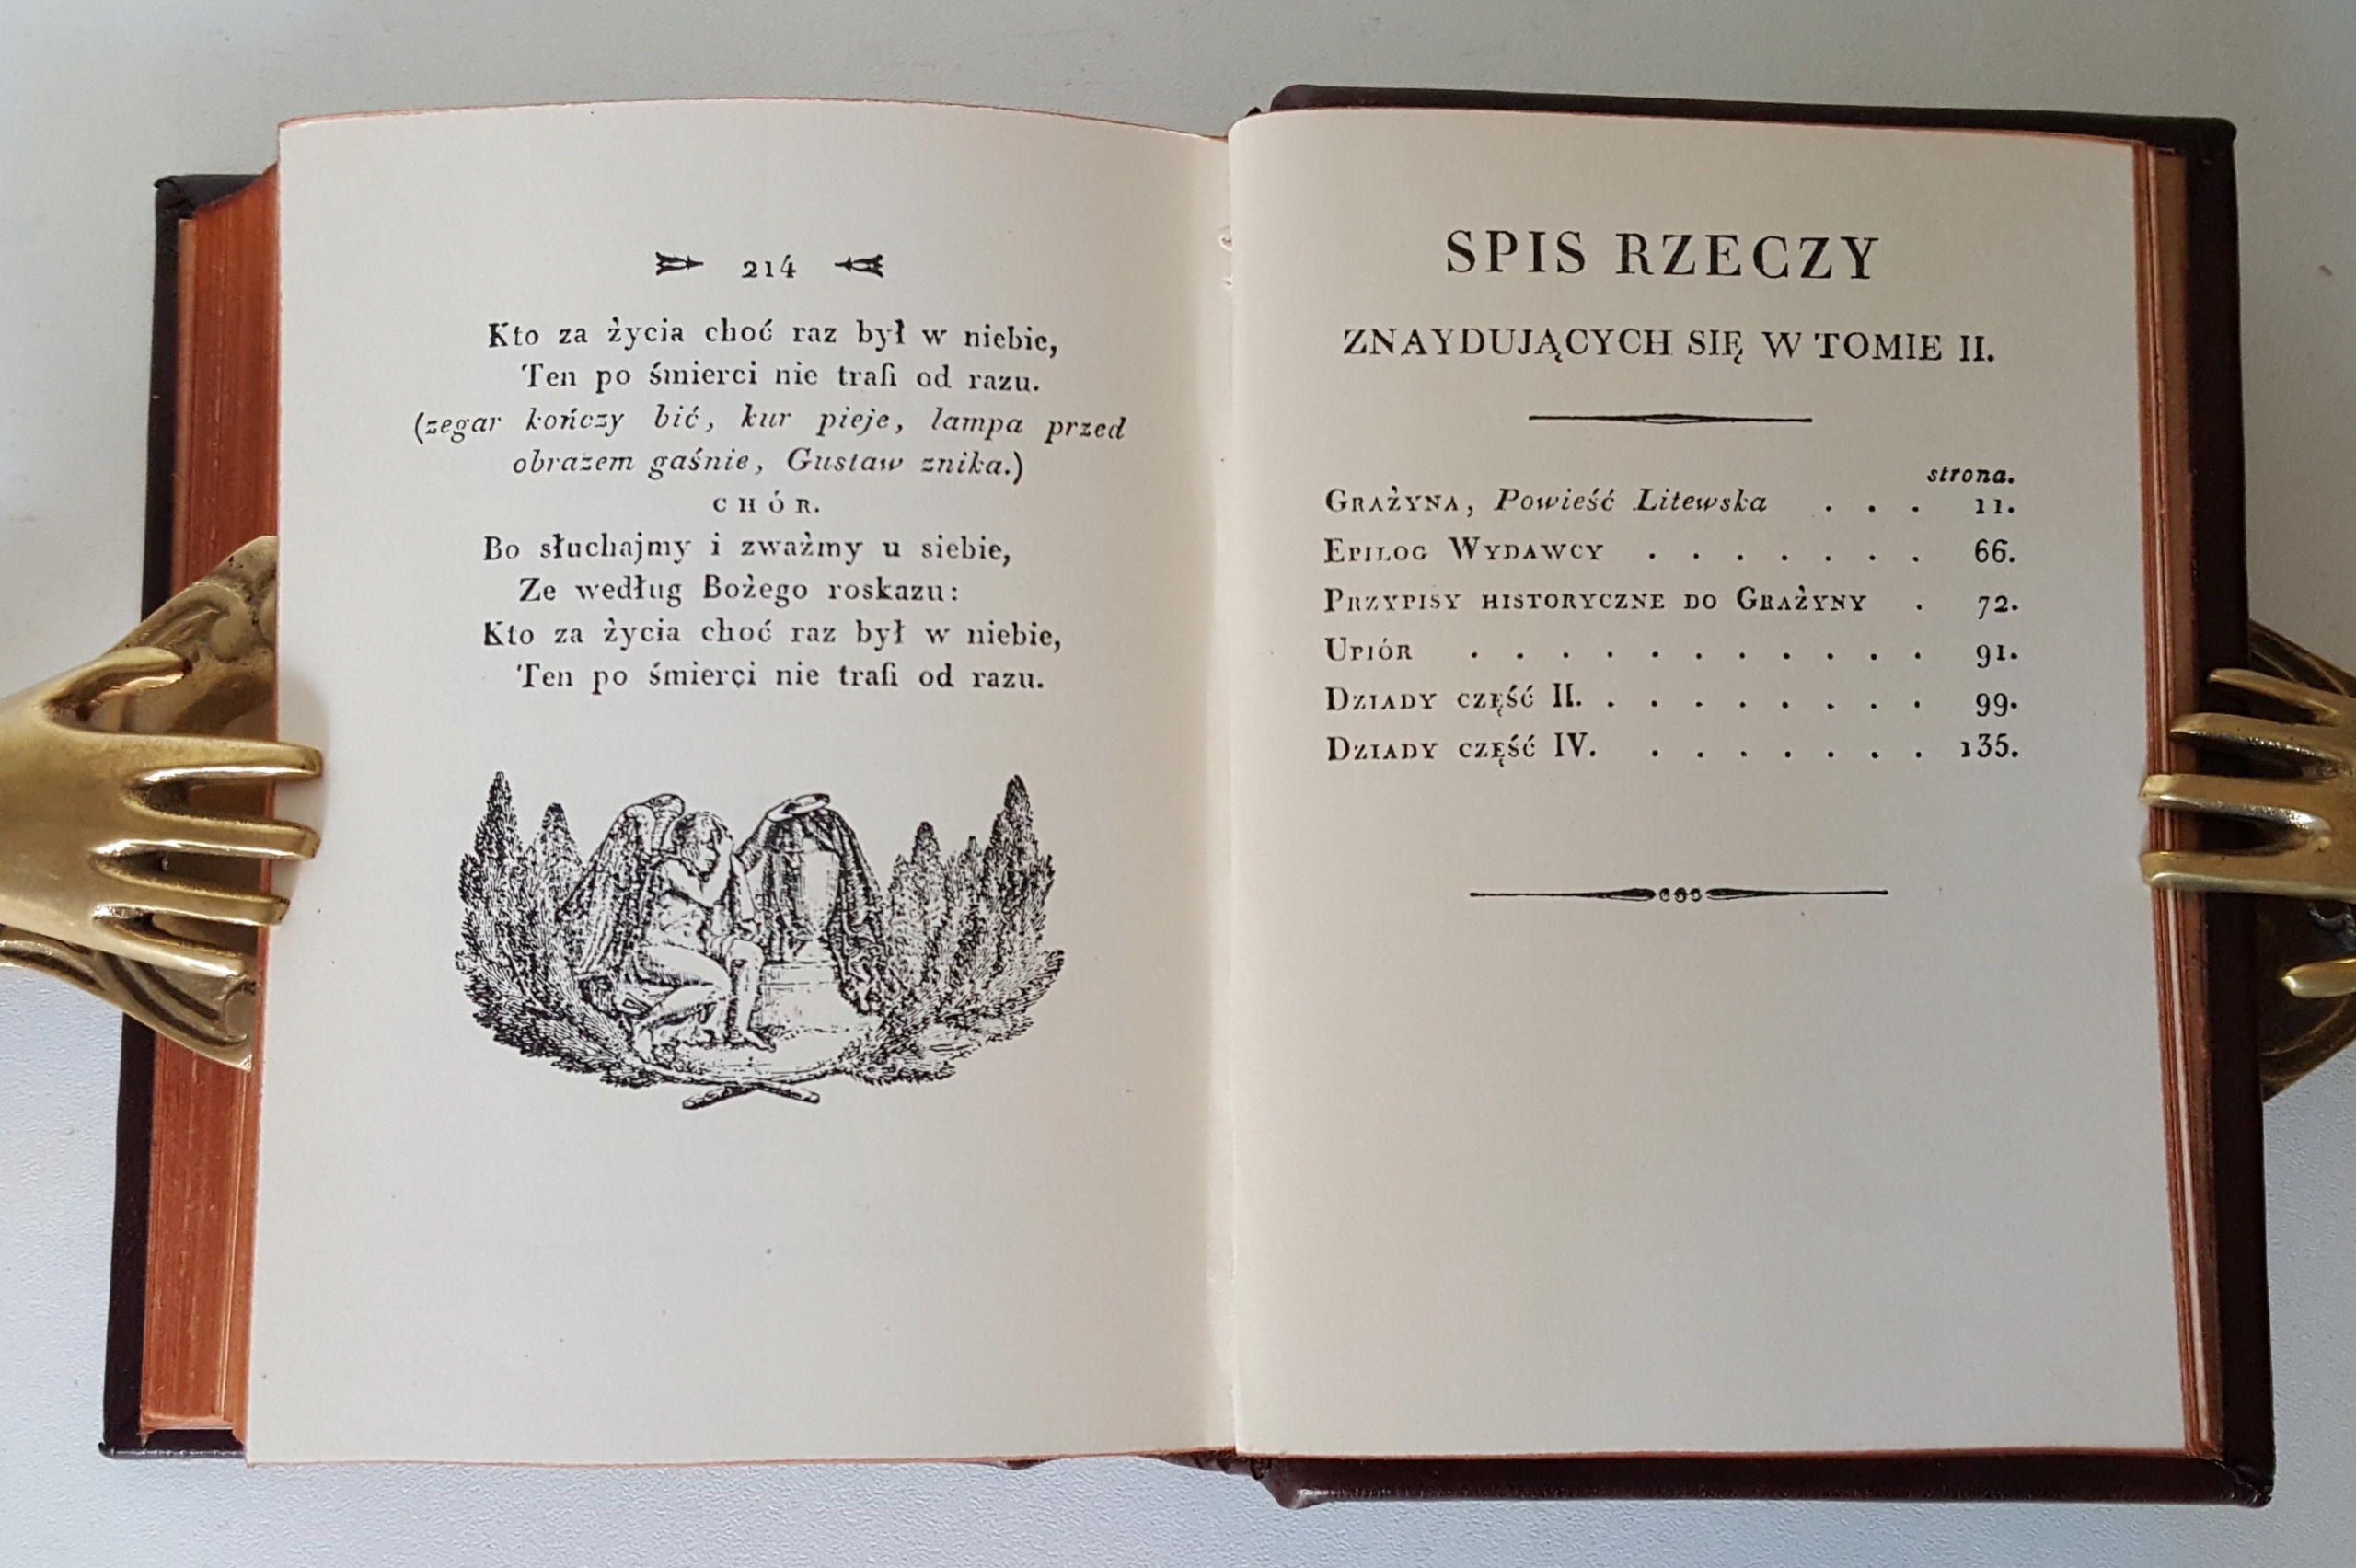 214
Kto za życia choć raz był w niebie,
Ten po śmierci nie trafi od razu.
(zegar kończy bić, kur pieje, lampa przed
obrazem gaśnie, Gustaw znika.)
CHÓR.
Bo słuchajmy i zważmy u siebie,
Ze według Bożego roskazu:
Kto za życia choć raz był w niebie,
Ten po śmierci nie trafi od razu.
SPIS RZECZY
ZNAYDUJĄCYCH SIĘ W TOMIE II.
strona.
GRAŻYNA, Powieść Litewska . . . 11.
EPILOG WYDAWCY . . . . . . . 66.
PRZYPISY HISTORYCZNE DO GRAŻYNY . 72.
UPIÓR . . . . . . . . . . . 91.
DZIADY CZĘŚĆ II. . . . . . . . . 99.
DZIADY CZĘŚĆ IV. . . . . . . . 135.